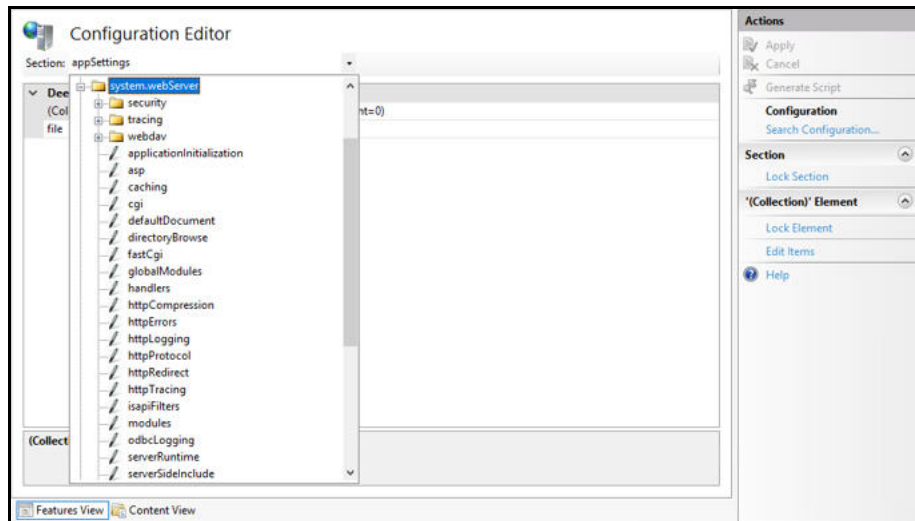 Configuration Editor
Section: appSettings
system.webServer
security
tracing
webdav
applicationInitialization
asp
caching
cgi
defaultDocument
directoryBrowse
fastCgi
globalModules
handlers
httpCompression
httpErrors
httpLogging
httpProtocol
httpRedirect
httpTracing
isapiFilters
modules
odbcLogging
serverRuntime
serverSideInclude
Dee
(Col
nt=0)
file
(Collecti
Features View
Content View
Actions
Apply
Cancel
Generate Script
Configuration
Search Configuration...
Section
Lock Section
'(Collection)' Element
Lock Element
Edit Items
Help